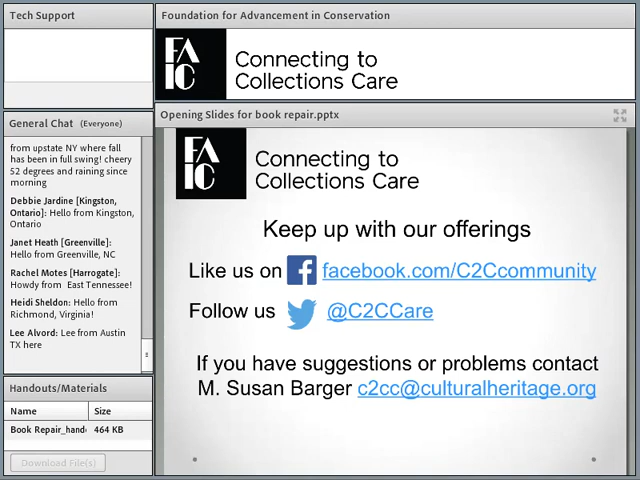 Tech Support
Foundation for Advancement in Conservation
FA
IC
Connecting to
Collections Care
General Chat (Everyone)
from upstate NY where fall
has been in full swing! cheery
52 degrees and raining since
morning
Debbie Jardine [Kingston,
Ontario]: Hello from Kingston,
Ontario
Janet Heath [Greenville]:
Hello from Greenville, NC
Rachel Motes [Harrogate]:
Howdy from East Tennesee!
Heidi Sheldon: Hello from
Richmond, Virginia!
Lee Alvord: Lee from Austin
TX here
Handouts/Materials
Name Size
Book Repair_hand 464 KB
Download File(s)
Opening Slides for book repair.pptx
FA
IC
Connecting to
Collections Care
Keep up with our offerings
Like us on facebook.com/C2Ccommunity
Follow us @C2CCare
If you have suggestions or problems contact
M. Susan Barger c2cc@culturalheritage.org